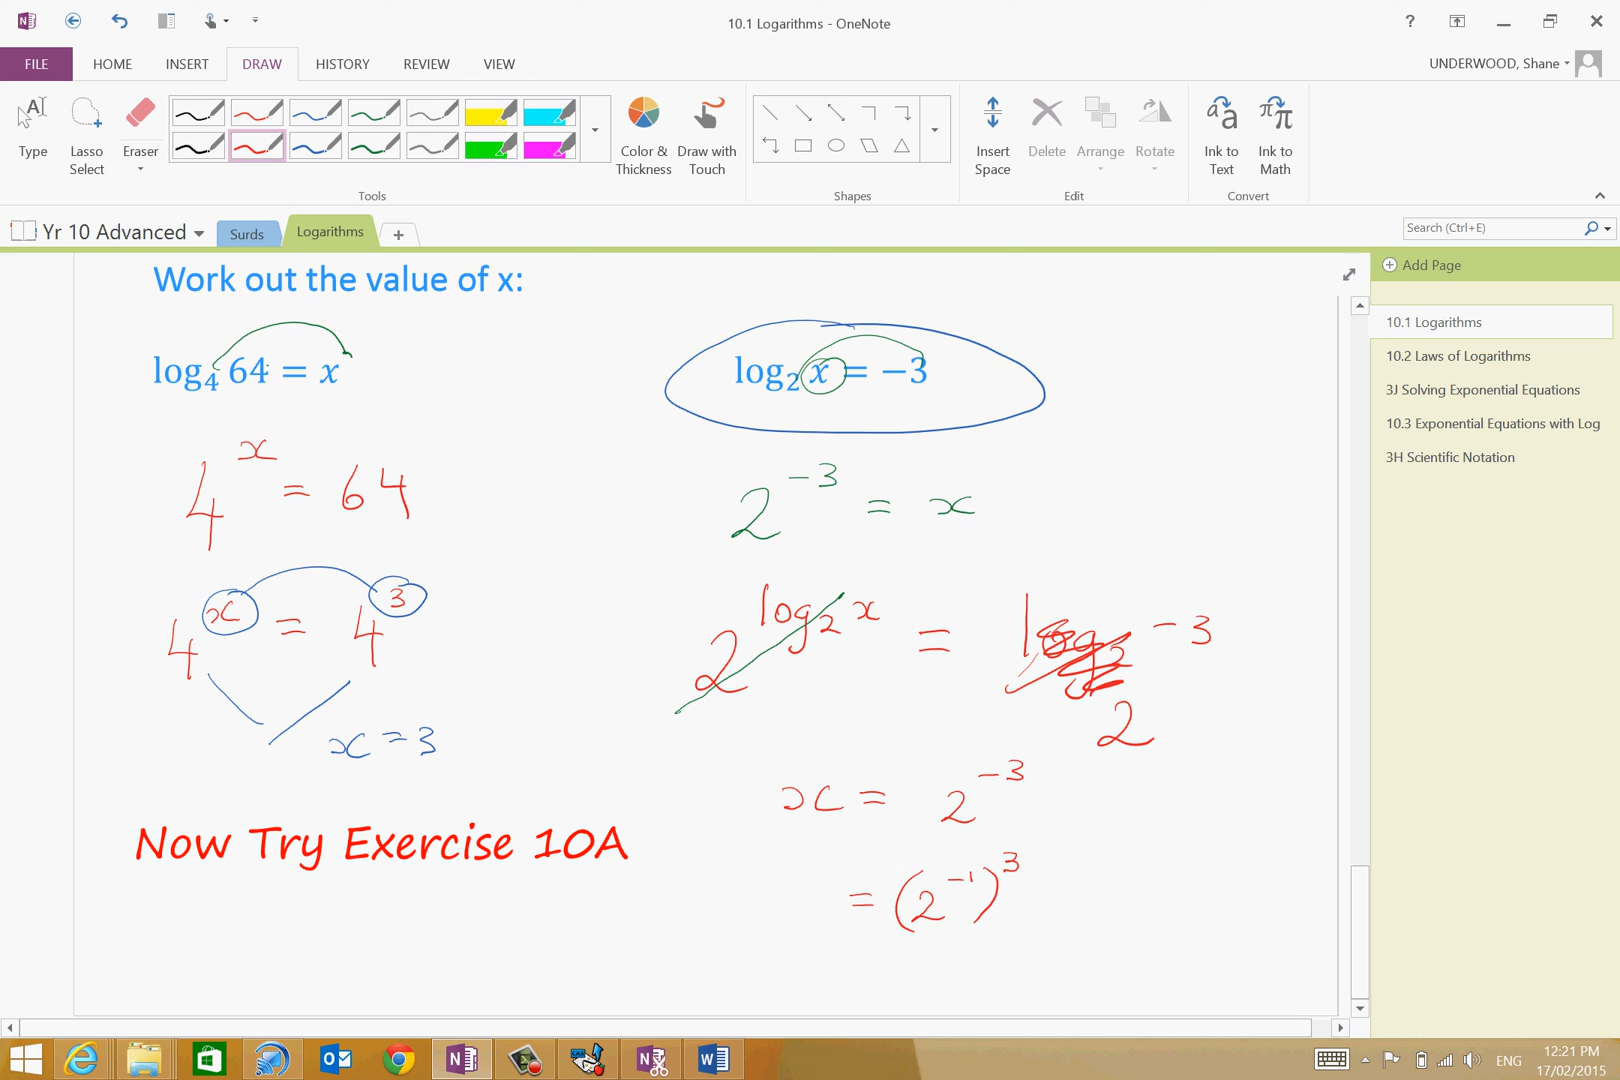 10.1 Logarithms - OneNote
?
FILE HOME INSERT DRAW HISTORY REVIEW VIEW
UNDERWOOD, Shane
Type
Lasso Select
Eraser
Color & Thickness
Draw with Touch
Insert Space
Delete
Arrange
Rotate
Ink to Text
Ink to Math
Tools
Shapes
Edit
Convert
Yr 10 Advanced
Surds
Logarithms
Search (Ctrl+E)
Add Page
10.1 Logarithms
10.2 Laws of Logarithms
3J Solving Exponential Equations
10.3 Exponential Equations with Log
3H Scientific Notation
Work out the value of x:
log₄ 64 = x
4^x = 64
4^x = 4^3
x = 3
Now Try Exercise 10A
log₂ x = −3
2^-3 = x
2^(log₂ x) = log₂ -3
2
x = 2^-3
= (2^-1)^3
ENG
12:21 PM
17/02/2015